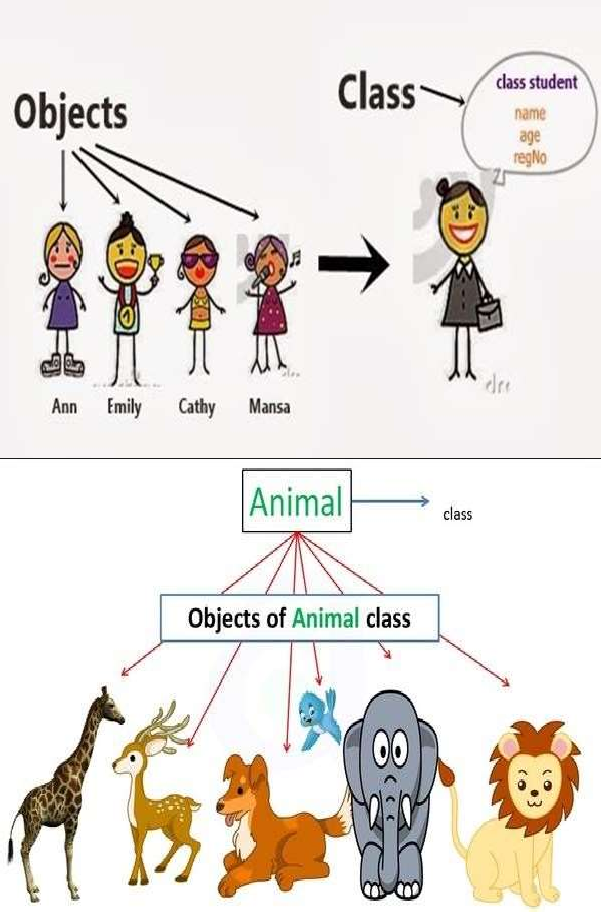 Objects
Class
class student
name
age
regNo
Ann Emily Cathy Mansa
Animal
class
Objects of Animal class